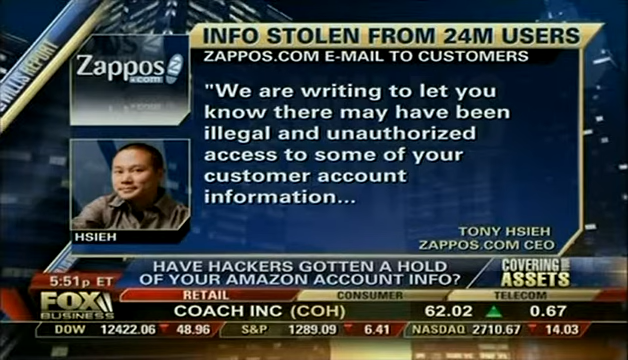 WILLIS REPORT
INFO STOLEN FROM 24M USERS
ZAPPOS.COM E-MAIL TO CUSTOMERS
Zappos
.com
"We are writing to let you
know there may have been
illegal and unauthorized
access to some of your
customer account
information...
HSIEH
TONY HSIEH
ZAPPOS.COM CEO
5:51p ET
HAVE HACKERS GOTTEN A HOLD
OF YOUR AMAZON ACCOUNT INFO?
COVERING YOUR
ASSETS
FOX
BUSINESS
RETAIL CONSUMER TELECOM
COACH INC (COH) 62.02 ▲ 0.67
DOW 12422.06 ▼ 48.96 S&P 1289.09 ▼ 6.41 NASDAQ 2710.67 ▼ 14.03